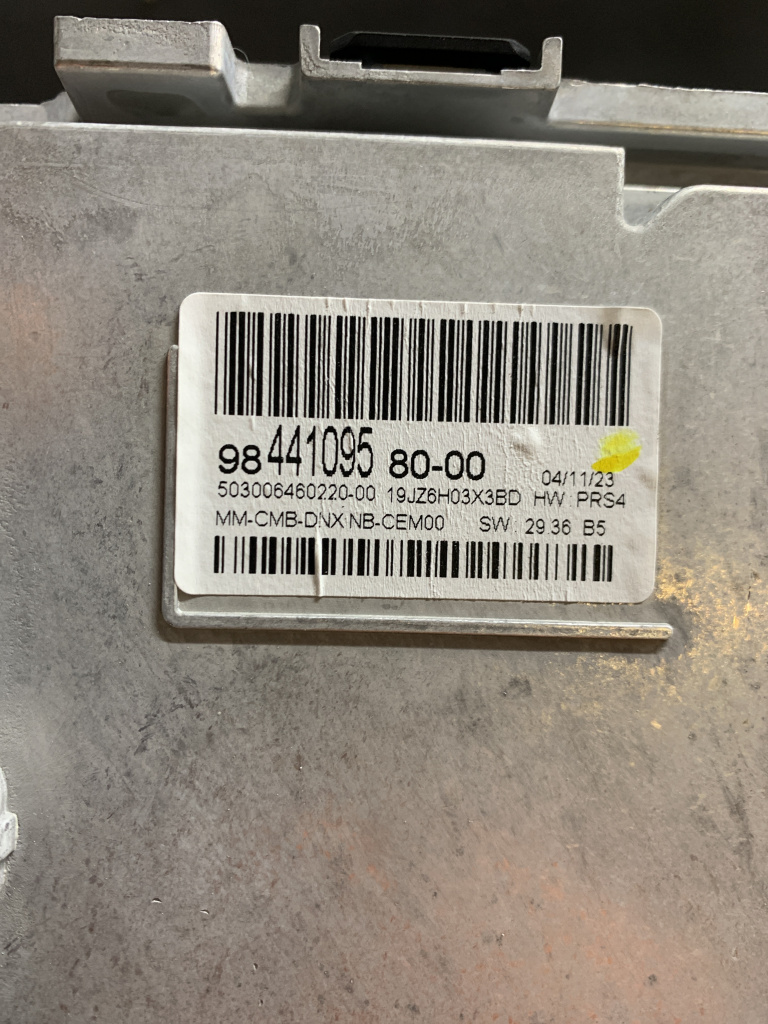 98 441095 80-00 04/11/23
503006460220-00 19JZ6H03X3BD HW PRS4
MM-CMB-DNX NB-CEM00 SW 29.36 B5